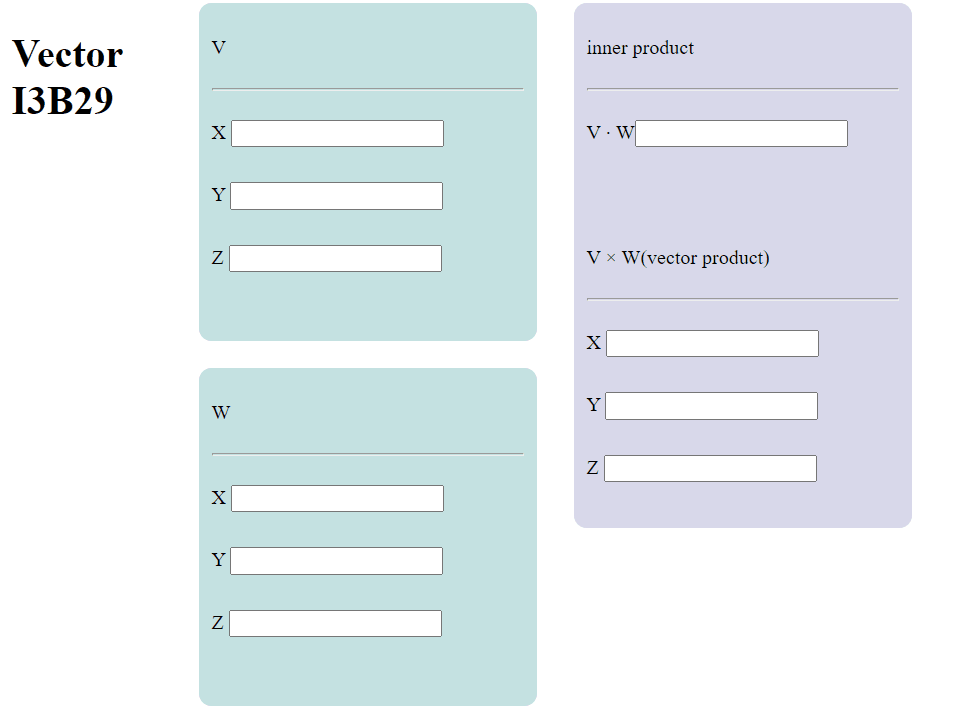 Vector
I3B29
V
X
Y
Z
W
X
Y
Z
inner product
V · W
V × W(vector product)
X
Y
Z